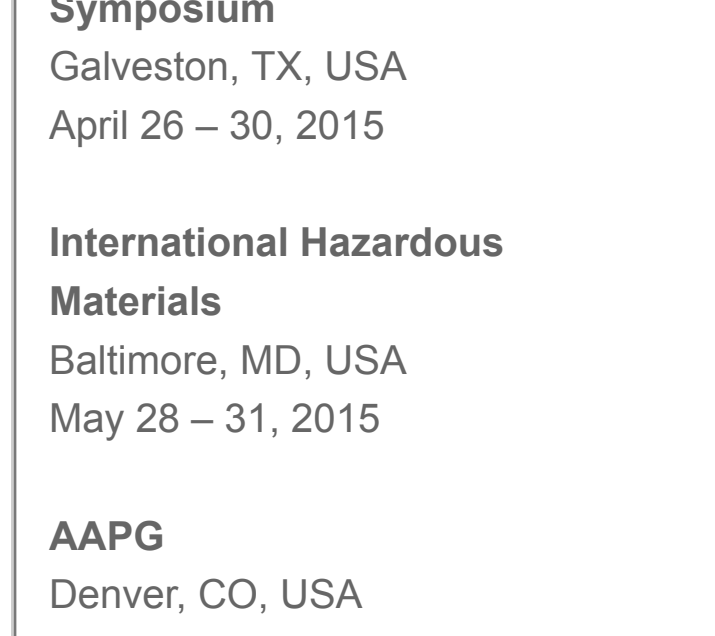 Symposium
Galveston, TX, USA
April 26 – 30, 2015
International Hazardous
Materials
Baltimore, MD, USA
May 28 – 31, 2015
AAPG
Denver, CO, USA